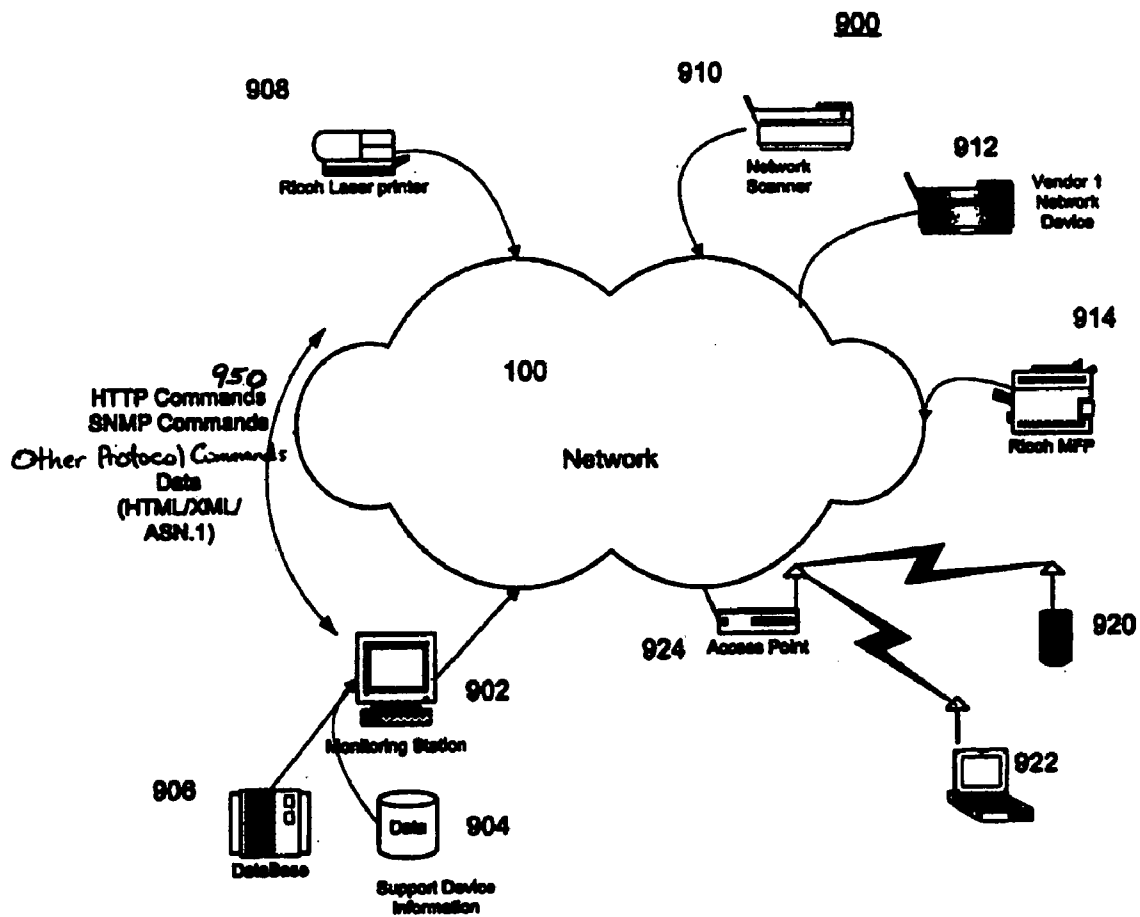 900
908
910
Ricoh Laser printer
Network
Scanner
912
Vendor 1
Network
Device
914
Ricoh MFP
100
Network
950
HTTP Commands
SNMP Commands
Other Protocol Commands
Data
(HTML/XML/
ASN.1)
924
Access Point
920
922
902
Monitoring Station
906
DataBase
Data
904
Support Device
Information